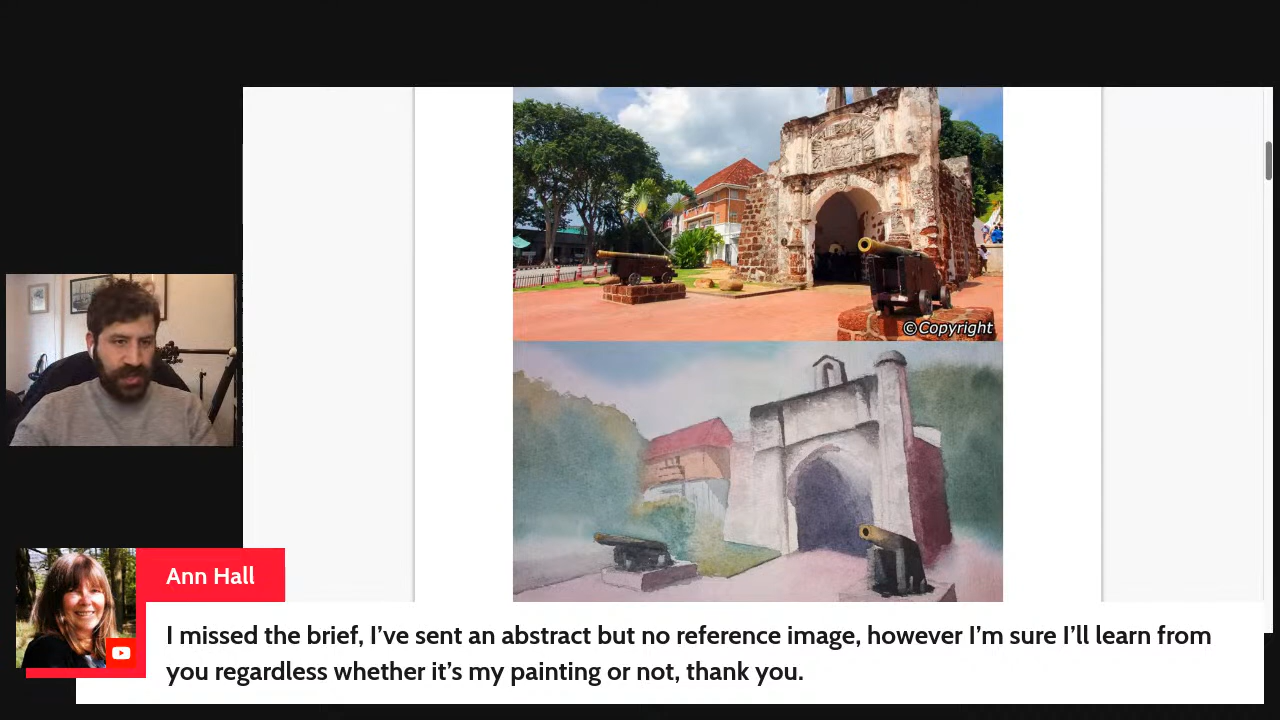 ©Copyright
Ann Hall
I missed the brief, I’ve sent an abstract but no reference image, however I’m sure I’ll learn from
you regardless whether it’s my painting or not, thank you.